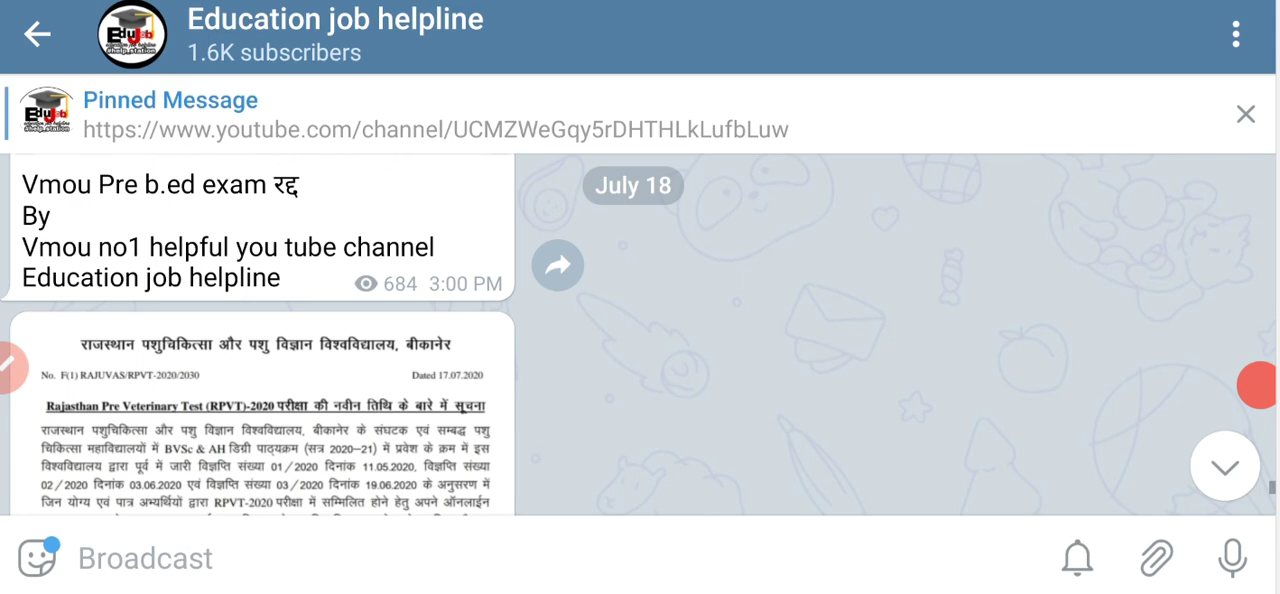 Education job helpline
1.6K subscribers
Pinned Message
https://www.youtube.com/channel/UCMZWeGqy5rDHTHLkLufbLuw
July 18
Vmou Pre b.ed exam रद्द
By
Vmou no1 helpful you tube channel
Education job helpline
684 3:00 PM
राजस्थान पशुचिकित्सा और पशु विज्ञान विश्वविद्यालय, बीकानेर
No. F(1) RAJUVAS/RPVT-2020/2030 Dated 17.07.2020
Rajasthan Pre Veterinary Test (RPVT)-2020 परीक्षा की नवीन तिथि के बारे में सूचना
राजस्थान पशुचिकित्सा और पशु विज्ञान विश्वविद्यालय, बीकानेर के संघटक एवं सम्बद्ध पशु
चिकित्सा महाविद्यालयों में BVSc & AH डिग्री पाठ्यक्रम (सत्र 2020-21) में प्रवेश के क्रम में इस
विश्वविद्यालय द्वारा पूर्व में जारी विज्ञप्ति संख्या 01/2020 दिनांक 11.05.2020, विज्ञप्ति संख्या
02/2020 दिनांक 03.06.2020 एवं विज्ञप्ति संख्या 03/2020 दिनांक 19.06.2020 के अनुसरण में
जिन योग्य एवं पात्र अभ्यर्थियों द्वारा RPVT-2020 परीक्षा में सम्मिलित होने हेतु अपने ऑनलाईन
Broadcast